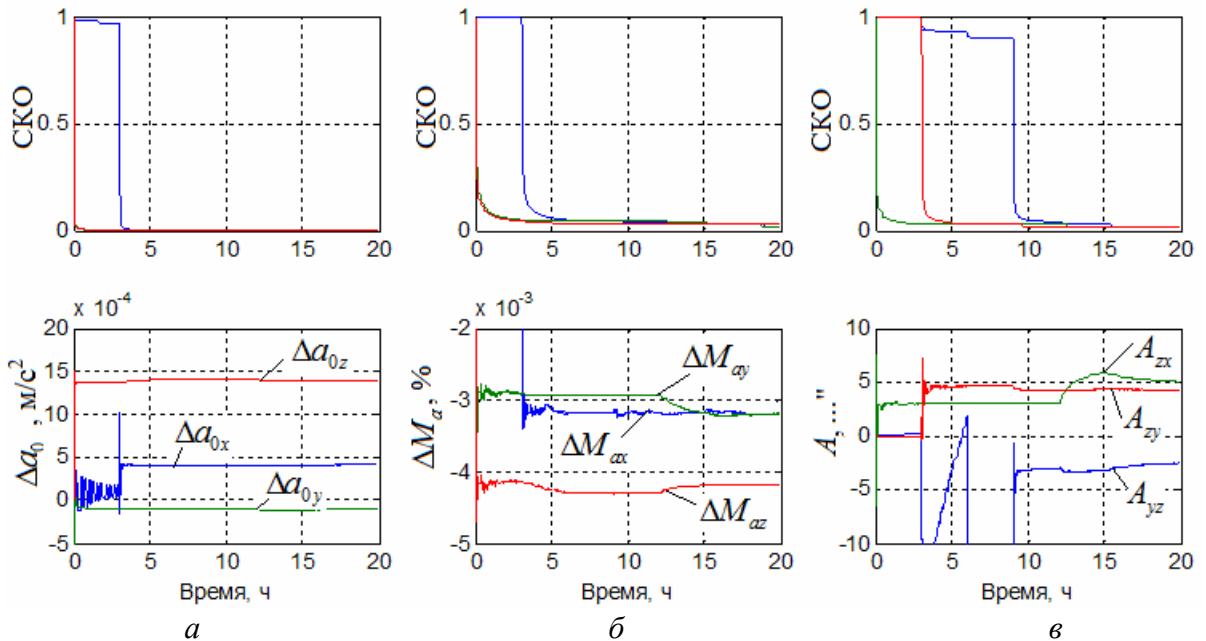 СКО
1
0.5
0
0 5 10 15 20
СКО
1
0.5
0
0 5 10 15 20
СКО
1
0.5
0
0 5 10 15 20
x 10⁻⁴
Δa₀ , м/с²
20
15
10
5
0
-5
Δa₀z
Δa₀x
Δa₀y
0 5 10 15 20
Время, ч
а
x 10⁻³
ΔMₐ, %
-2
-3
-4
-5
ΔMay
ΔMax
ΔMaz
0 5 10 15 20
Время, ч
б
A, ..."
10
5
0
-5
-10
Azx
Azy
Ayz
0 5 10 15 20
Время, ч
в